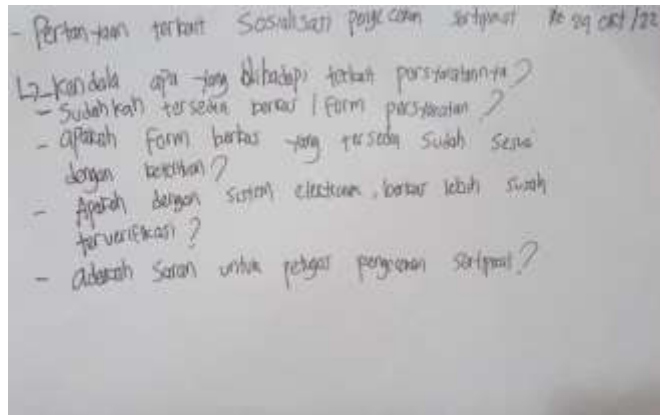 - Pertanyaan terkait Sosialisasi pengecekan sertipikat ke 29 okt /22
↳ Kendala apa yang dihadapi terkait persyaratannya?
- Sudahkah tersedia berkas / form persyaratan?
- apakah form berkas yang tersedia sudah sesuai
dengan ketentuan?
- Apakah dengan sistem elektronik, berkas lebih
terverifikasi?
- adakah Saran untuk petugas pengecekan sertipikat?